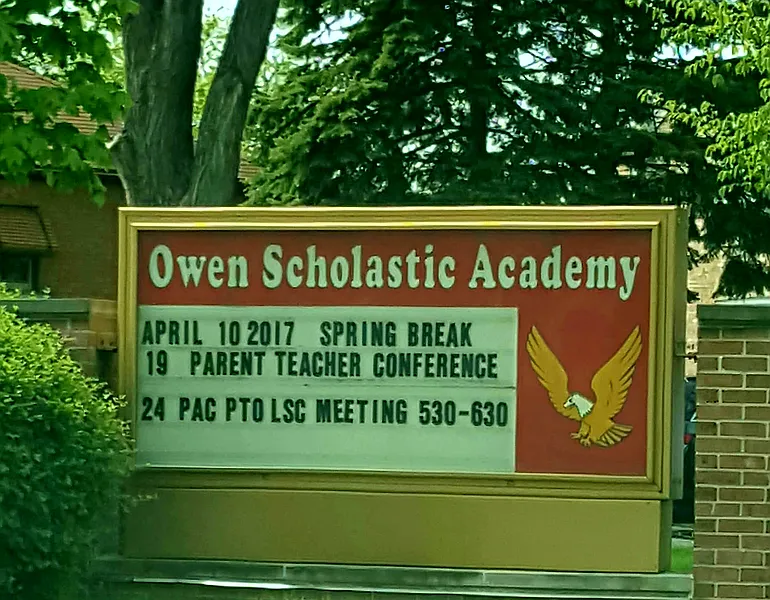 Owen Scholastic Academy
APRIL 10 2017 SPRING BREAK
19 PARENT TEACHER CONFERENCE
24 PAC PTO LSC MEETING 530-630